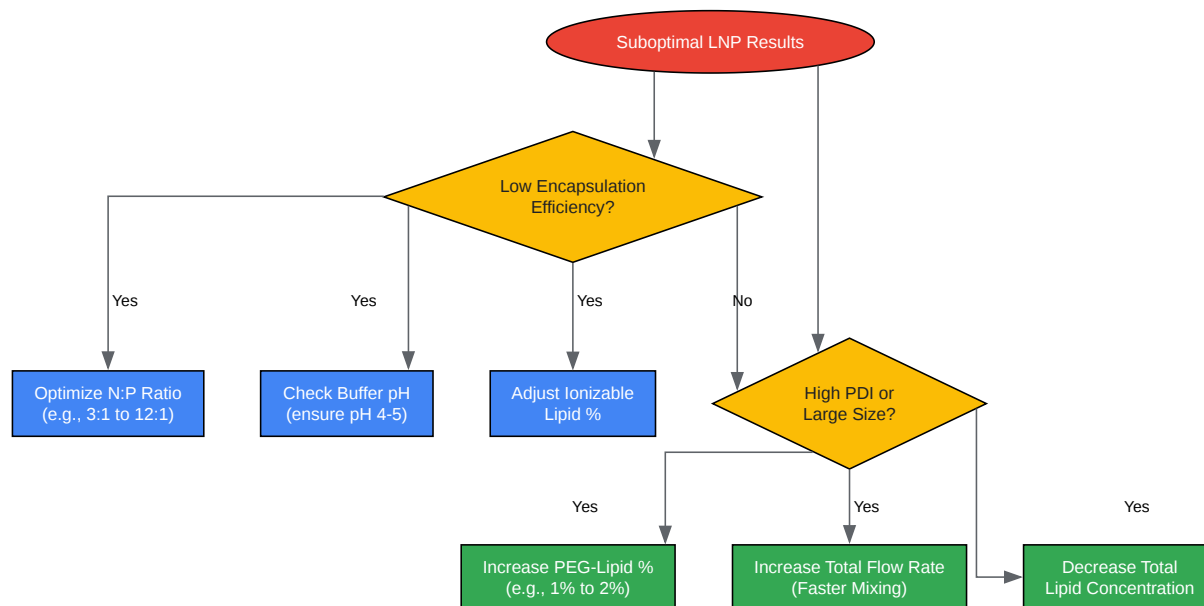 Suboptimal LNP Results
Low Encapsulation
Efficiency?
Yes
Yes
Yes
No
Optimize N:P Ratio
(e.g., 3:1 to 12:1)
Check Buffer pH
(ensure pH 4-5)
Adjust Ionizable
Lipid %
High PDI or
Large Size?
Yes
Yes
Yes
Increase PEG-Lipid %
(e.g., 1% to 2%)
Increase Total Flow Rate
(Faster Mixing)
Decrease Total
Lipid Concentration